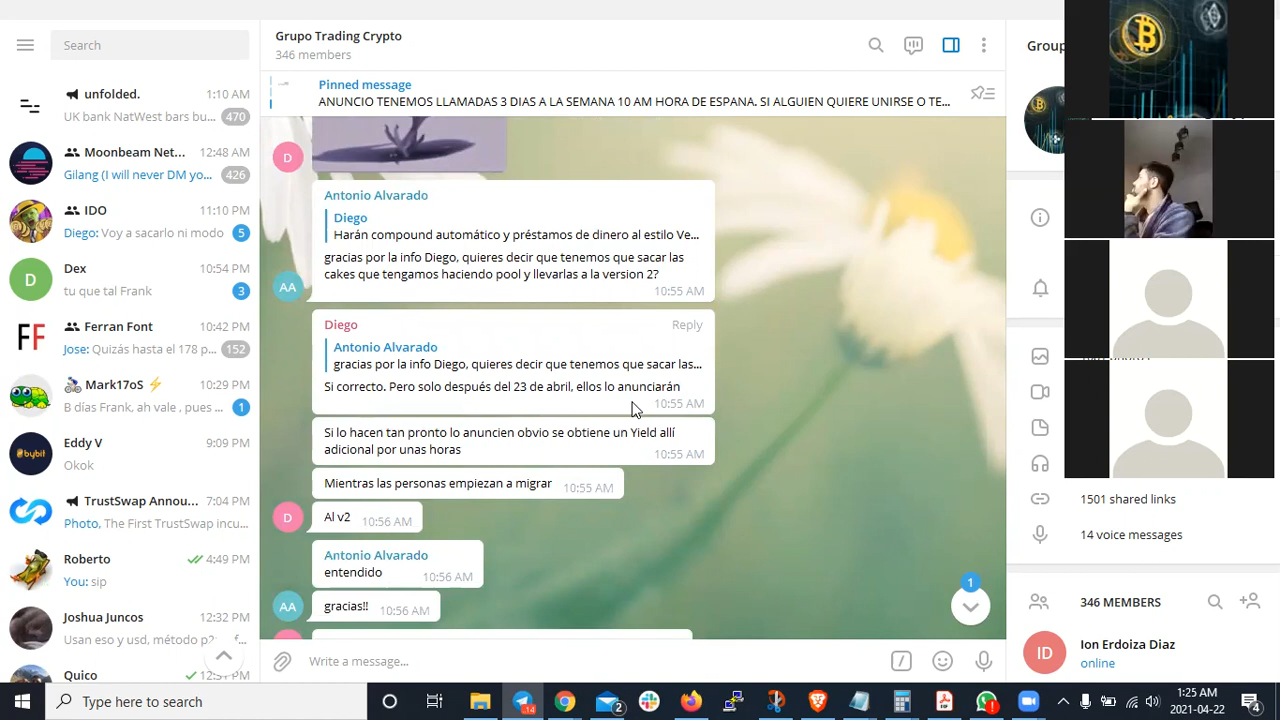 Search
unfolded.
1:10 AM
UK bank NatWest bars bu...
470
Moonbeam Net...
12:48 AM
Gilang (I will never DM yo...
426
IDO
11:10 PM
Diego: Voy a sacarlo ni modo
5
Dex
10:54 PM
D
tu que tal Frank
3
Ferran Font
10:42 PM
FF
Jose: Quizás hasta el 178 p...
152
Mark17oS
10:29 PM
B días Frank, ah vale , pues ...
1
Eddy V
9:09 PM
bybit
Okok
TrustSwap Annou...
7:04 PM
Photo, The First TrustSwap incu...
Roberto
4:49 PM
You: sip
Joshua Juncos
12:32 PM
Usan eso y usd, método p2
Quico
Grupo Trading Crypto
346 members
Pinned message
ANUNCIO TENEMOS LLAMADAS 3 DIAS A LA SEMANA 10 AM HORA DE ESPANA. SI ALGUIEN QUIERE UNIRSE O TE...
D
Antonio Alvarado
Diego
Harán compound automático y préstamos de dinero al estilo Ve...
gracias por la info Diego, quieres decir que tenemos que sacar las
cakes que tengamos haciendo pool y llevarlas a la version 2?
AA
10:55 AM
Diego
Reply
Antonio Alvarado
gracias por la info Diego, quieres decir que tenemos que sacar las...
Si correcto. Pero solo después del 23 de abril, ellos lo anunciarán
10:55 AM
Si lo hacen tan pronto lo anuncien obvio se obtiene un Yield allí
adicional por unas horas
10:55 AM
Mientras las personas empiezan a migrar
10:55 AM
D
Al v2
10:56 AM
Antonio Alvarado
entendido
10:56 AM
AA
gracias!!
10:56 AM
1
Write a message...
Group
1501 shared links
14 voice messages
346 MEMBERS
ID
Ion Erdoiza Diaz
online
Type here to search
14
2
1:25 AM
2021-04-22
4